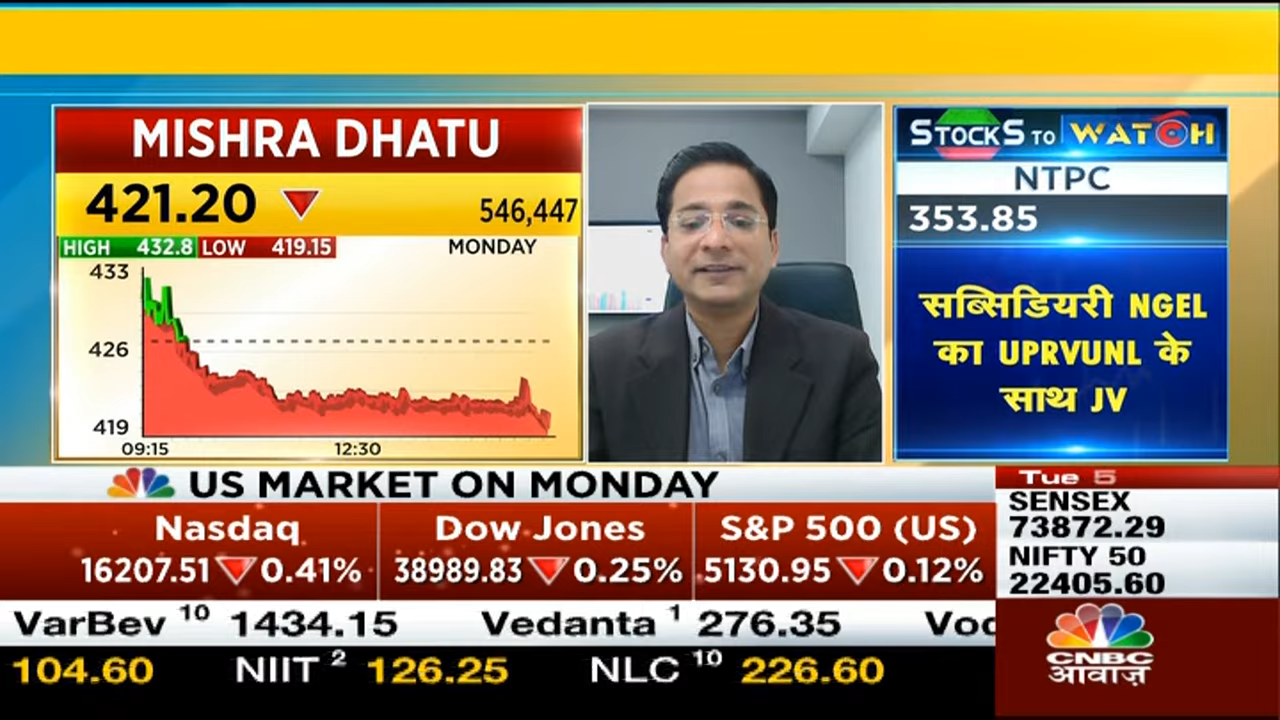 MISHRA DHATU
421.20
546,447
HIGH 432.8 LOW 419.15
MONDAY
433
426
419
09:15 12:30
STOCKS TO WATCH
NTPC
353.85
सब्सिडियरी NGEL
का UPRVUNL के
साथ JV
US MARKET ON MONDAY
Nasdaq
16207.51 0.41%
Dow Jones
38989.83 0.25%
S&P 500 (US)
5130.95 0.12%
Tue 5
SENSEX
73872.29
NIFTY 50
22405.60
VarBev 10 1434.15 Vedanta 1 276.35
104.60 NIIT 2 126.25 NLC 10 226.60
CNBC
आवाज़